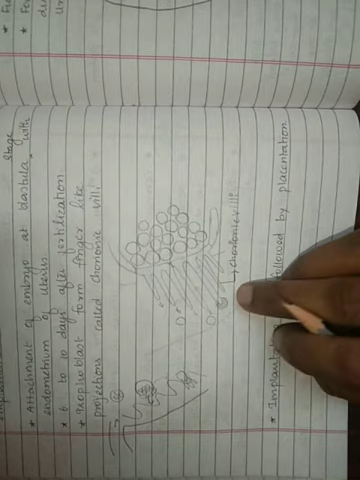 stage
* Attachment of embryo at blastula with
endometrium of uterus
* 6 to 10 days after fertilization
* Trophoblast form finger like
projections called chorionic villi
chorionic villi
* followed by placentation